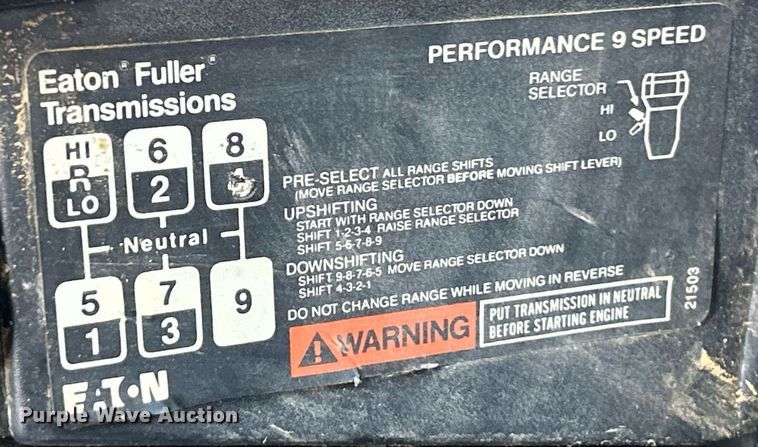 PERFORMANCE 9 SPEED
Eaton® Fuller®
Transmissions
RANGE
SELECTOR
HI
LO
HI 6 8
R 2
LO
Neutral
5 7 9
1 3
PRE-SELECT ALL RANGE SHIFTS
(MOVE RANGE SELECTOR BEFORE MOVING SHIFT LEVER)
UPSHIFTING
START WITH RANGE SELECTOR DOWN
SHIFT 1-2-3-4 RAISE RANGE SELECTOR
SHIFT 5-6-7-8-9
DOWNSHIFTING
SHIFT 9-8-7-6-5 MOVE RANGE SELECTOR DOWN
SHIFT 4-3-2-1
DO NOT CHANGE RANGE WHILE MOVING IN REVERSE
WARNING
PUT TRANSMISSION IN NEUTRAL
BEFORE STARTING ENGINE
21503
EATON
Purple Wave Auction